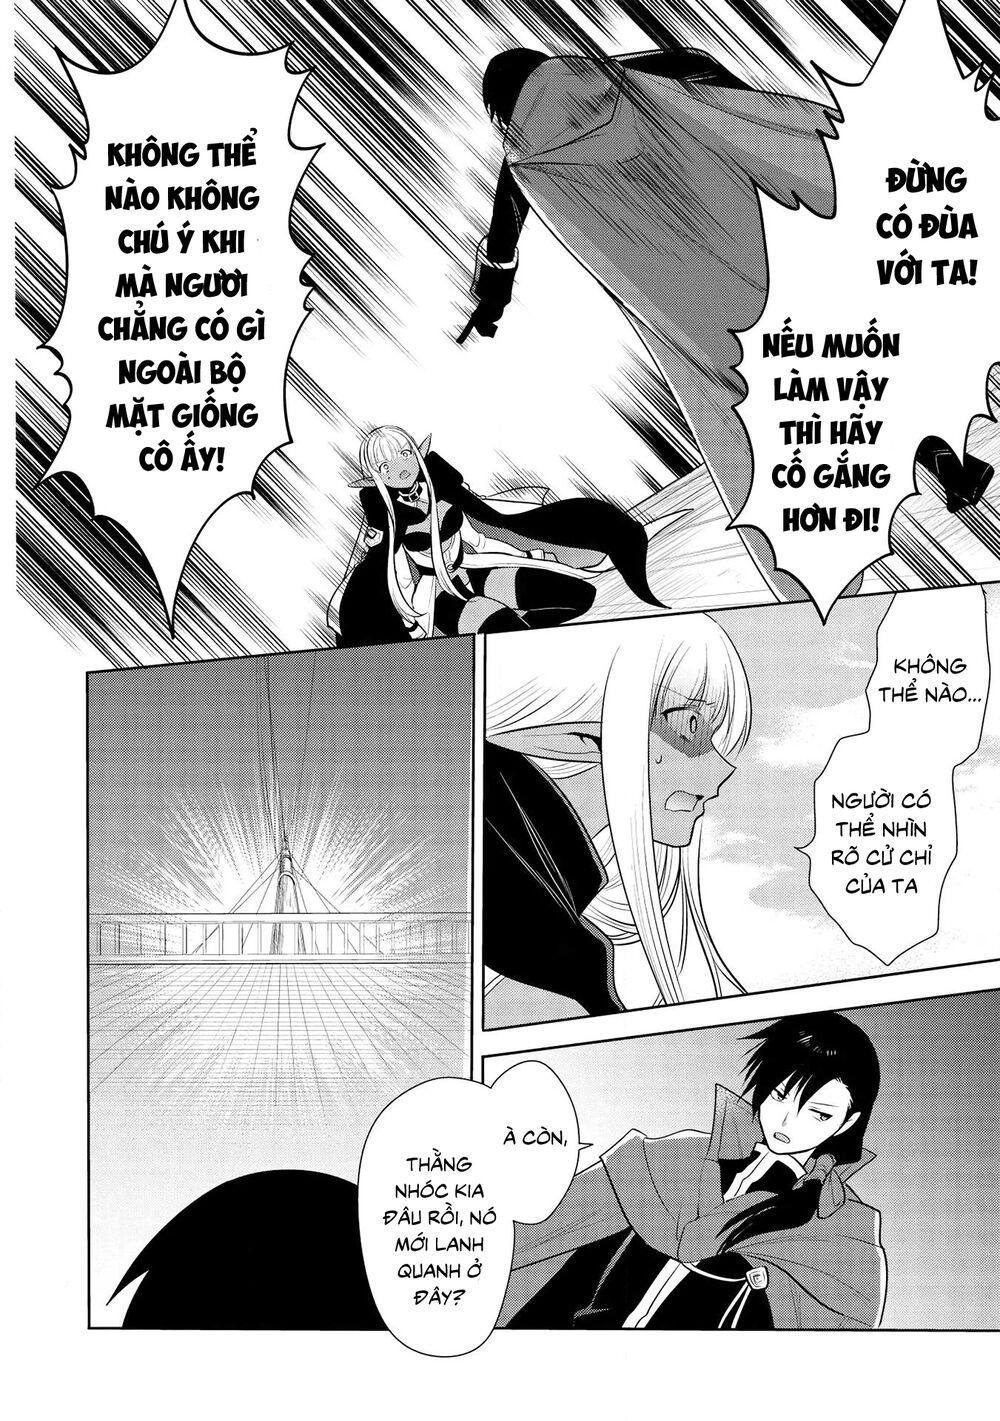 ĐỪNG
CÓ ĐÙA
VỚI TA!
NẾU MUỐN
LÀM VẬY
THÌ HÃY
CỐ GẮNG
HƠN ĐI!
KHÔNG THỂ
NÀO KHÔNG
CHÚ Ý KHI
MÀ NGƯƠI
CHẲNG CÓ GÌ
NGOÀI BỘ
MẶT GIỐNG
CÔ ẤY!
KHÔNG
THỂ NÀO...
NGƯỜI CÓ
THỂ NHÌN
RÕ CỬ CHỈ
CỦA TA
À CÒN,
THẰNG
NHÓC KIA
ĐÂU RỒI, NÓ
MỚI LANH
QUANH Ở
ĐÂY?